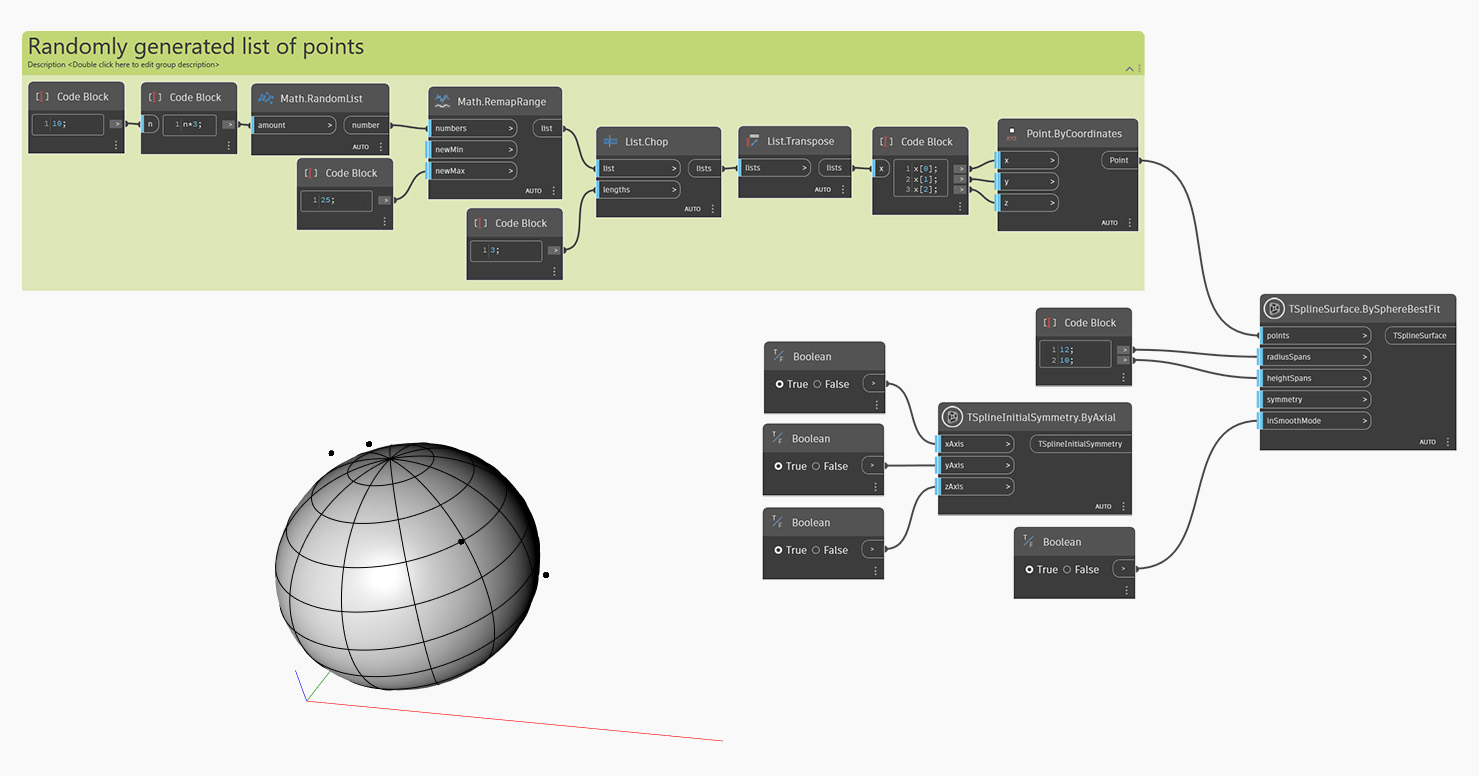 Randomly generated list of points
Description <Double click here to edit group description>
Code Block
1 10;
>
Code Block
n
1 n*3;
>
Math.RandomList
amount >
number
AUTO
Code Block
1 25;
>
Math.RemapRange
numbers >
list
newMin >
newMax >
AUTO
Code Block
1 3;
>
List.Chop
list >
lists
lengths >
AUTO
List.Transpose
lists >
lists
AUTO
Code Block
x
1 x[0];
>
2 x[1];
>
3 x[2];
>
XYZ
Point.ByCoordinates
x >
Point
y >
z >
AUTO
Code Block
1 12;
>
2 10;
>
T/F Boolean
True False
>
T/F Boolean
True False
>
T/F Boolean
True False
>
TSplineInitialSymmetry.ByAxial
xAxis >
TSplineInitialSymmetry
yAxis >
zAxis >
AUTO
T/F Boolean
True False
>
TSplineSurface.BySphereBestFit
points >
TSplineSurface
radiusSpans >
heightSpans >
symmetry >
inSmoothMode >
AUTO